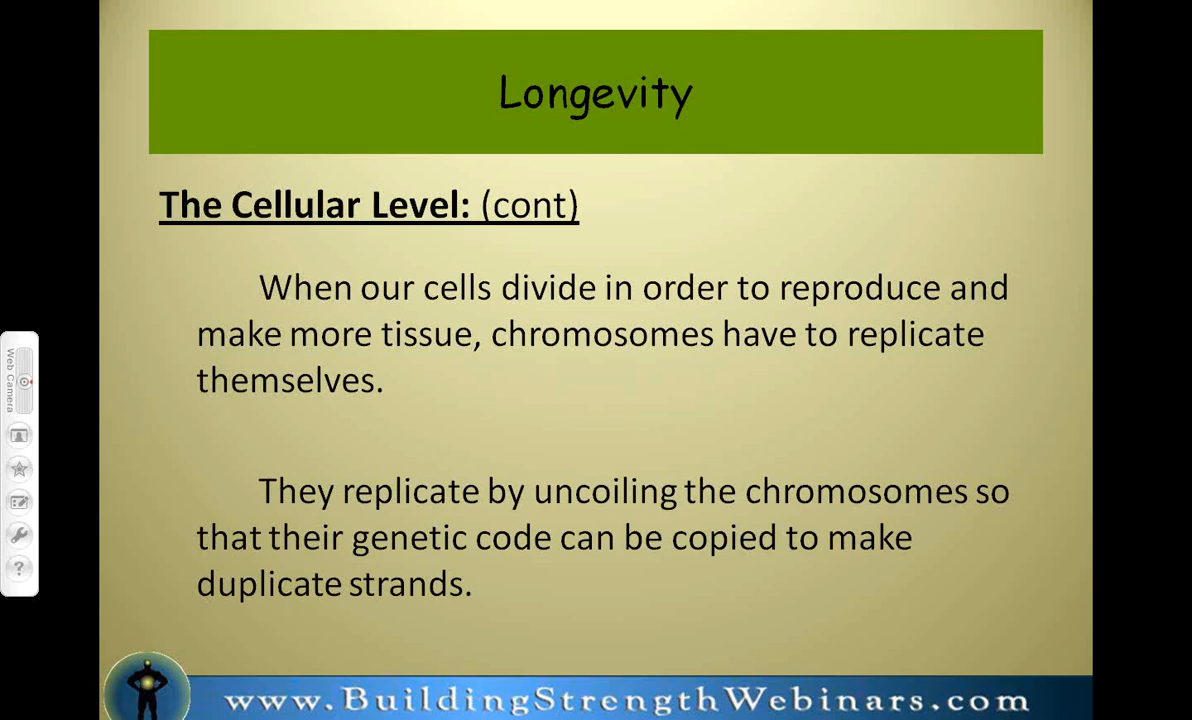 Longevity
The Cellular Level: (cont)
When our cells divide in order to reproduce and
make more tissue, chromosomes have to replicate
themselves.
They replicate by uncoiling the chromosomes so
that their genetic code can be copied to make
duplicate strands.
Web Camera
?
www.BuildingStrengthWebinars.com